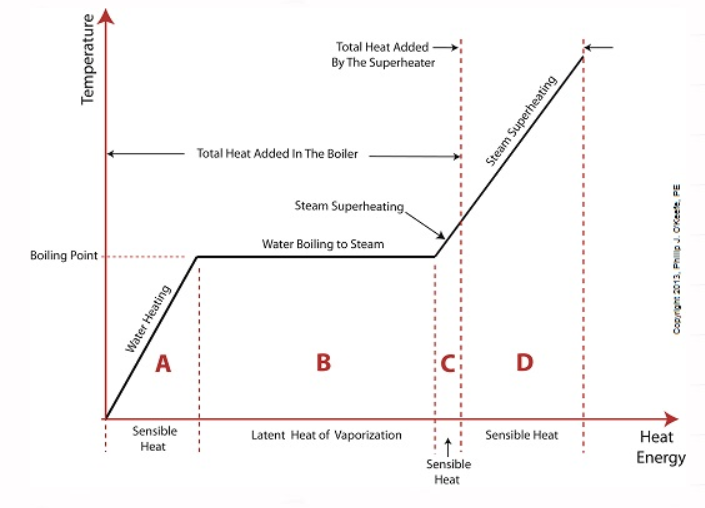 Temperature
Total Heat Added
By The Superheater
Steam Superheating
Total Heat Added In The Boiler
Steam Superheating
Water Boiling to Steam
Boiling Point
Water Heating
A
B
C
D
Sensible
Heat
Latent Heat of Vaporization
Sensible
Heat
Sensible Heat
Heat
Energy
Copyright 2013, Philip J. O'Keefe, PE